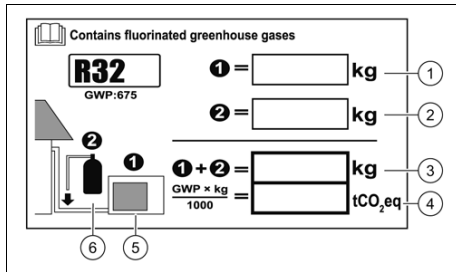 Contains fluorinated greenhouse gases
R32
GWP:675
❶= kg ①
❷= kg ②
❷
❶
❶+❷= kg ③
GWP × kg
1000
= tCO₂eq ④
⑥ ⑤